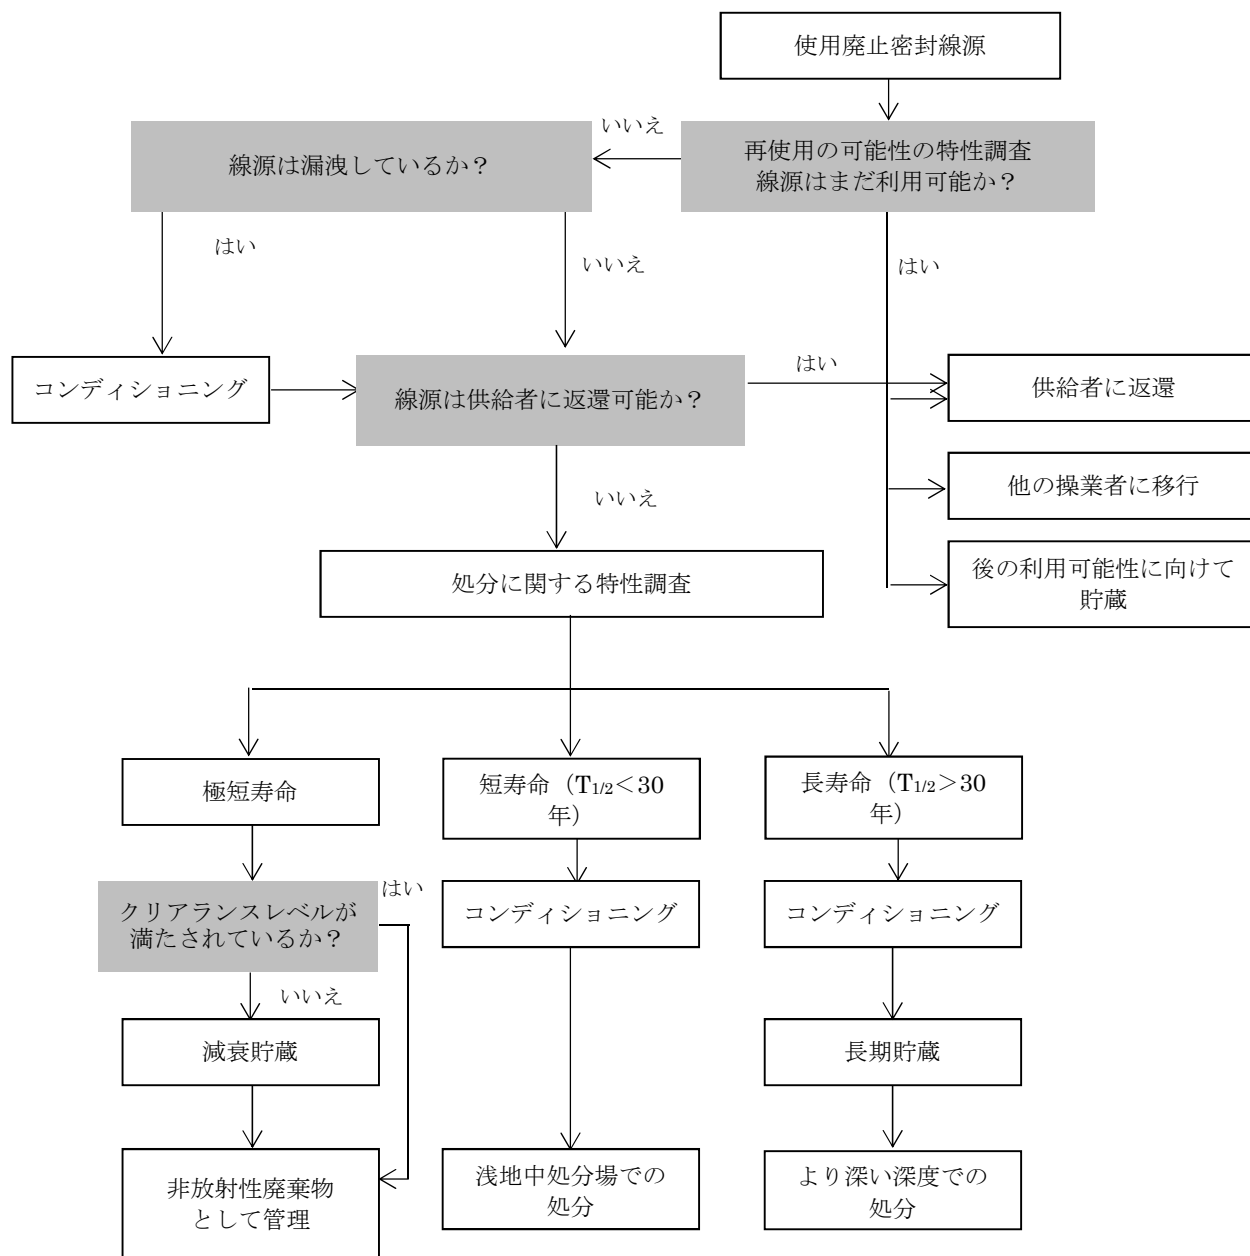 使用廃止密封線源
いいえ
線源は漏洩しているか？
再使用の可能性の特性調査
線源はまだ利用可能か？
はい
いいえ
はい
コンディショニング
線源は供給者に返還可能か？
はい
供給者に返還
他の操業者に移行
いいえ
処分に関する特性調査
後の利用可能性に向けて
貯蔵
極短寿命
短寿命（T1/2＜30
年）
長寿命（T1/2＞30
年）
クリアランスレベルが
満たされているか？
はい
コンディショニング
コンディショニング
いいえ
減衰貯蔵
長期貯蔵
非放射性廃棄物
として管理
浅地中処分場での
処分
より深い深度での
処分